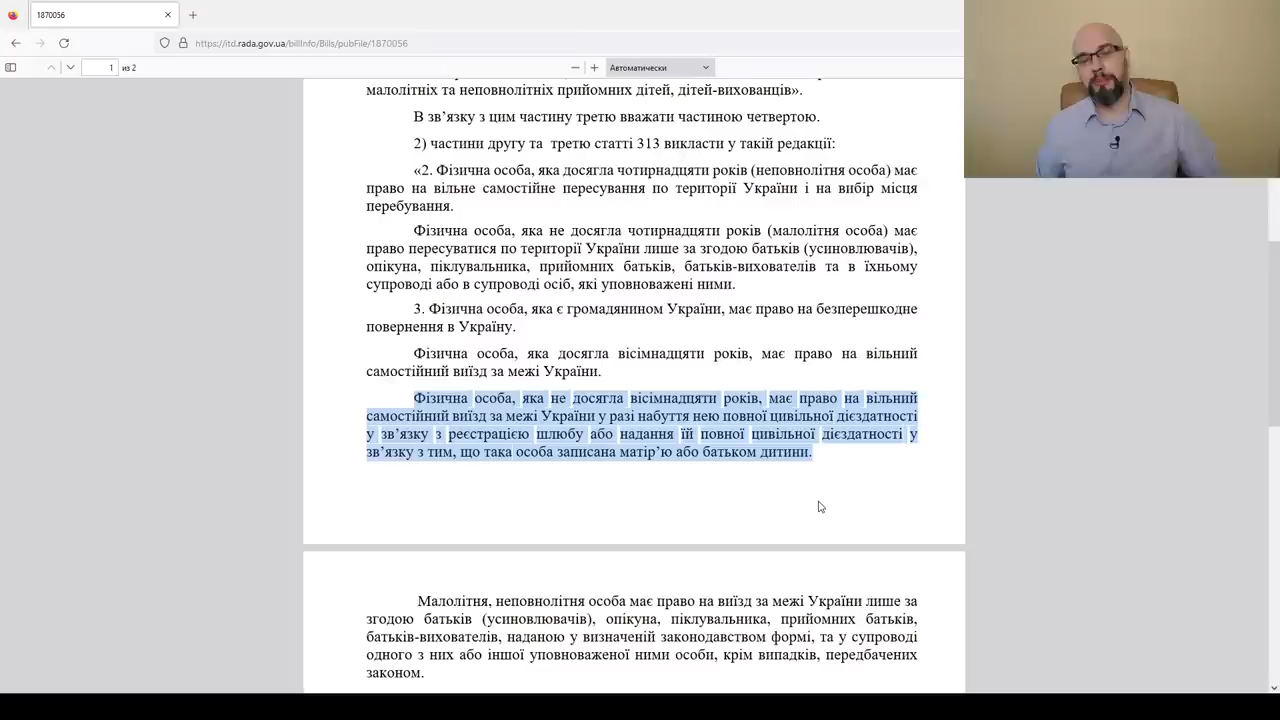 1870056
https://itd.rada.gov.ua/billInfo/Bills/pubFile/1870056
1 из 2
Автоматически
малолітніх та неповнолітніх прийомних дітей, дітей-вихованців».
В зв’язку з цим частину третю вважати частиною четвертою.
2) частини другу та третю статті 313 викласти у такій редакції:
«2. Фізична особа, яка досягла чотирнадцяти років (неповнолітня особа) має
право на вільне самостійне пересування по території України і на вибір місця
перебування.
Фізична особа, яка не досягла чотирнадцяти років (малолітня особа) має
право пересуватися по території України лише за згодою батьків (усиновлювачів),
опікуна, піклувальника, прийомних батьків, батьків-вихователів та в їхньому
супроводі або в супроводі осіб, які уповноважені ними.
3. Фізична особа, яка є громадянином України, має право на безперешкодне
повернення в Україну.
Фізична особа, яка досягла вісімнадцяти років, має право на вільний
самостійний виїзд за межі України.
Фізична особа, яка не досягла вісімнадцяти років, має право на вільний
самостійний виїзд за межі України у разі набуття нею повної цивільної дієздатності
у зв’язку з реєстрацією шлюбу або надання їй повної цивільної дієздатності у
зв’язку з тим, що така особа записана матір’ю або батьком дитини.
Малолітня, неповнолітня особа має право на виїзд за межі України лише за
згодою батьків (усиновлювачів), опікуна, піклувальника, прийомних батьків,
батьків-вихователів, наданою у визначеній законодавством формі, та у супроводі
одного з них або іншої уповноваженої ними особи, крім випадків, передбачених
законом.